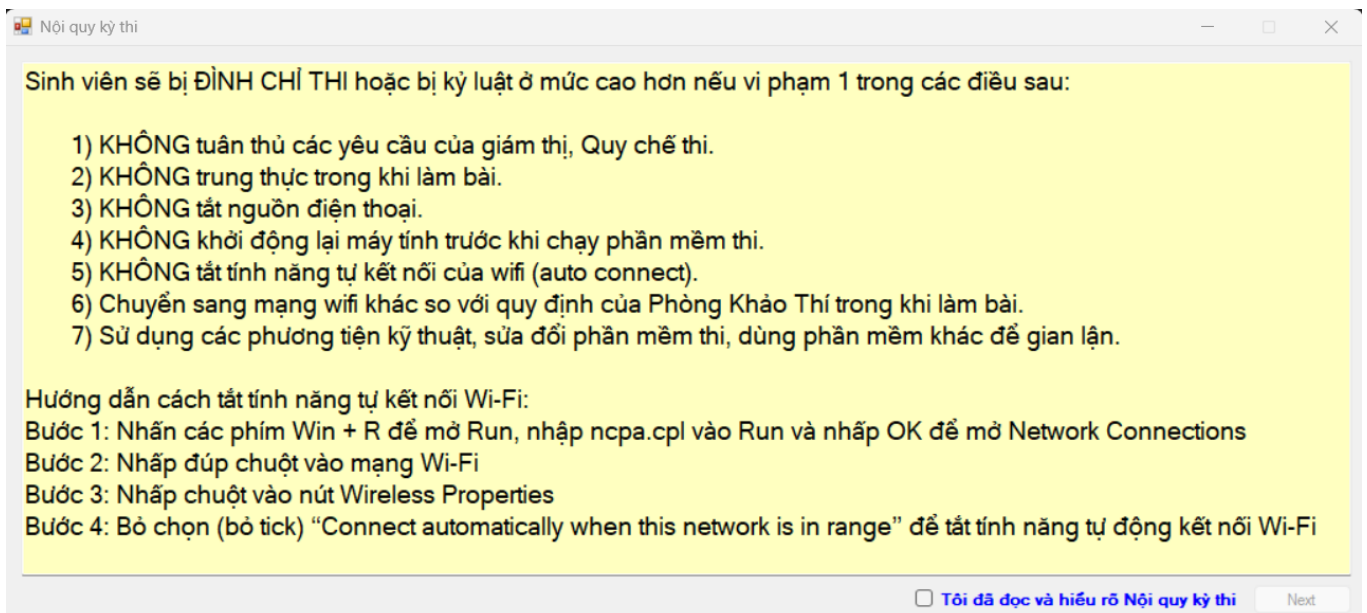 Nội quy kỳ thi
Sinh viên sẽ bị ĐÌNH CHỈ THI hoặc bị kỷ luật ở mức cao hơn nếu vi phạm 1 trong các điều sau:
1) KHÔNG tuân thủ các yêu cầu của giám thị, Quy chế thi.
2) KHÔNG trung thực trong khi làm bài.
3) KHÔNG tắt nguồn điện thoại.
4) KHÔNG khởi động lại máy tính trước khi chạy phần mềm thi.
5) KHÔNG tắt tính năng tự kết nối của wifi (auto connect).
6) Chuyển sang mạng wifi khác so với quy định của Phòng Khảo Thí trong khi làm bài.
7) Sử dụng các phương tiện kỹ thuật, sửa đổi phần mềm thi, dùng phần mềm khác để gian lận.
Hướng dẫn cách tắt tính năng tự kết nối Wi-Fi:
Bước 1: Nhấn các phím Win + R để mở Run, nhập ncpa.cpl vào Run và nhấp OK để mở Network Connections
Bước 2: Nhấp đúp chuột vào mạng Wi-Fi
Bước 3: Nhấp chuột vào nút Wireless Properties
Bước 4: Bỏ chọn (bỏ tick) “Connect automatically when this network is in range” để tắt tính năng tự động kết nối Wi-Fi
Tôi đã đọc và hiểu rõ Nội quy kỳ thi
Next